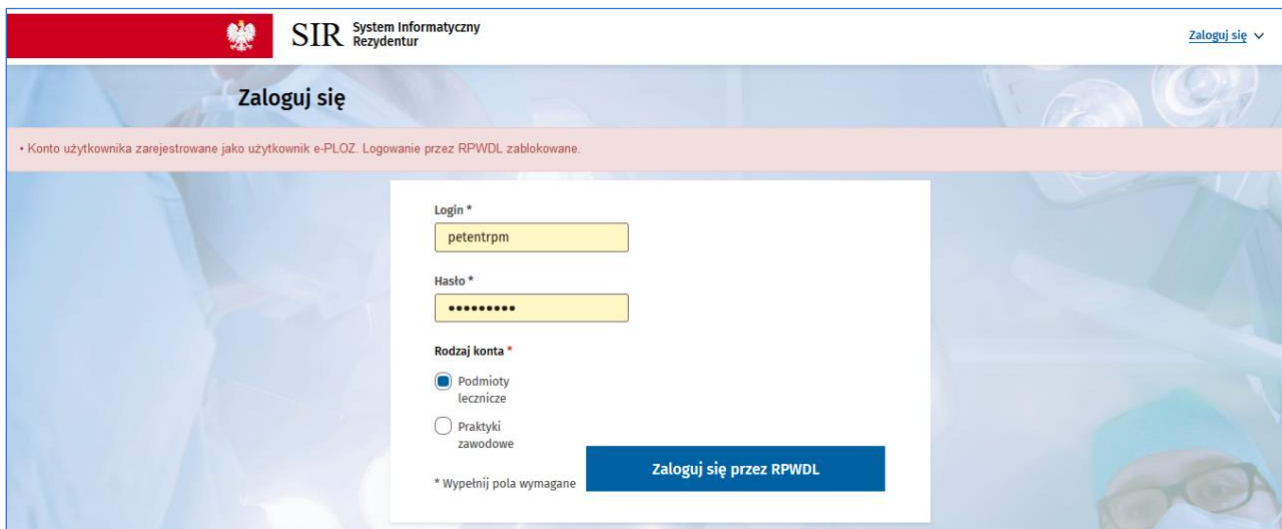 SIR System Informatyczny
Rezydentur
Zaloguj się
Zaloguj się
• Konto użytkownika zarejestrowane jako użytkownik e-PLOZ. Logowanie przez RPWDL zablokowane.
Login *
petentrpm
Hasło *
•••••••••
Rodzaj konta *
Podmioty
lecznicze
Praktyki
zawodowe
* Wypełnij pola wymagane
Zaloguj się przez RPWDL